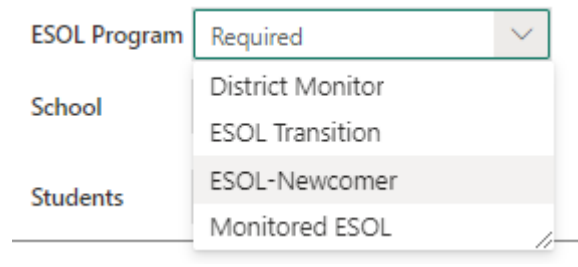 ESOL Program Required
District Monitor
School
ESOL Transition
ESOL-Newcomer
Students
Monitored ESOL